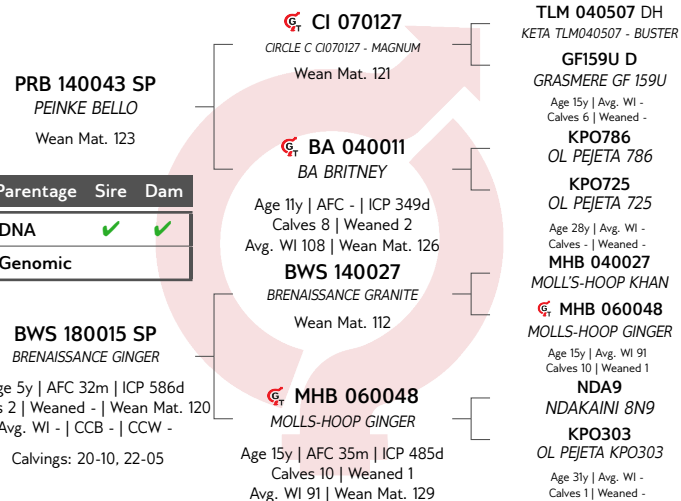 PRB 140043 SP
PEINKE BELLO
Wean Mat. 123
Parentage Sire Dam
DNA ✔ ✔
Genomic
BWS 180015 SP
BRENAISSANCE GINGER
ge 5y | AFC 32m | ICP 586d
s 2 | Weaned - | Wean Mat. 120
Avg. WI - | CCB - | CCW -
Calvings: 20-10, 22-05
GT CI 070127
CIRCLE C CI070127 - MAGNUM
Wean Mat. 121
GT BA 040011
BA BRITNEY
Age 11y | AFC - | ICP 349d
Calves 8 | Weaned 2
Avg. WI 108 | Wean Mat. 126
BWS 140027
BRENAISSANCE GRANITE
Wean Mat. 112
GT MHB 060048
MOLLS-HOOP GINGER
Age 15y | AFC 35m | ICP 485d
Calves 10 | Weaned 1
Avg. WI 91 | Wean Mat. 129
TLM 040507 DH
KETA TLM040507 - BUSTER
GF159U D
GRASMERE GF 159U
Age 15y | Avg. WI -
Calves 6 | Weaned -
KPO786
OL PEJETA 786
KPO725
OL PEJETA 725
Age 28y | Avg. WI -
Calves - | Weaned -
MHB 040027
MOLL'S-HOOP KHAN
GT MHB 060048
MOLLS-HOOP GINGER
Age 15y | Avg. WI 91
Calves 10 | Weaned 1
NDA9
NDAKAINI 8N9
KPO303
OL PEJETA KPO303
Age 31y | Avg. WI -
Calves 1 | Weaned -